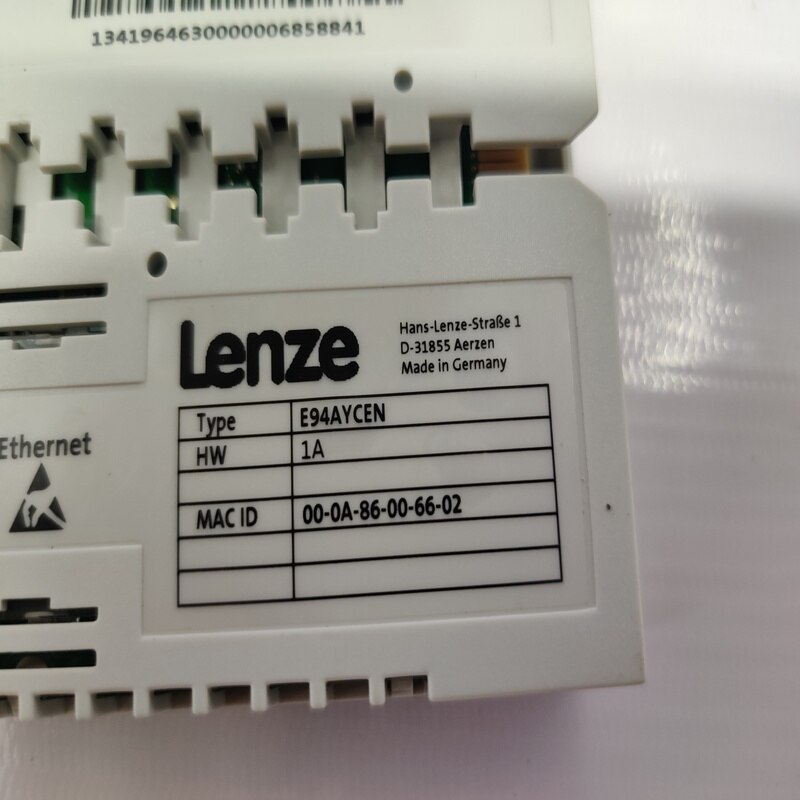 1341964630000006858841
Lenze
Hans-Lenze-Straße 1
D-31855 Aerzen
Made in Germany
Type E94AYCEN
HW 1A
MAC ID 00-0A-86-00-66-02
Ethernet